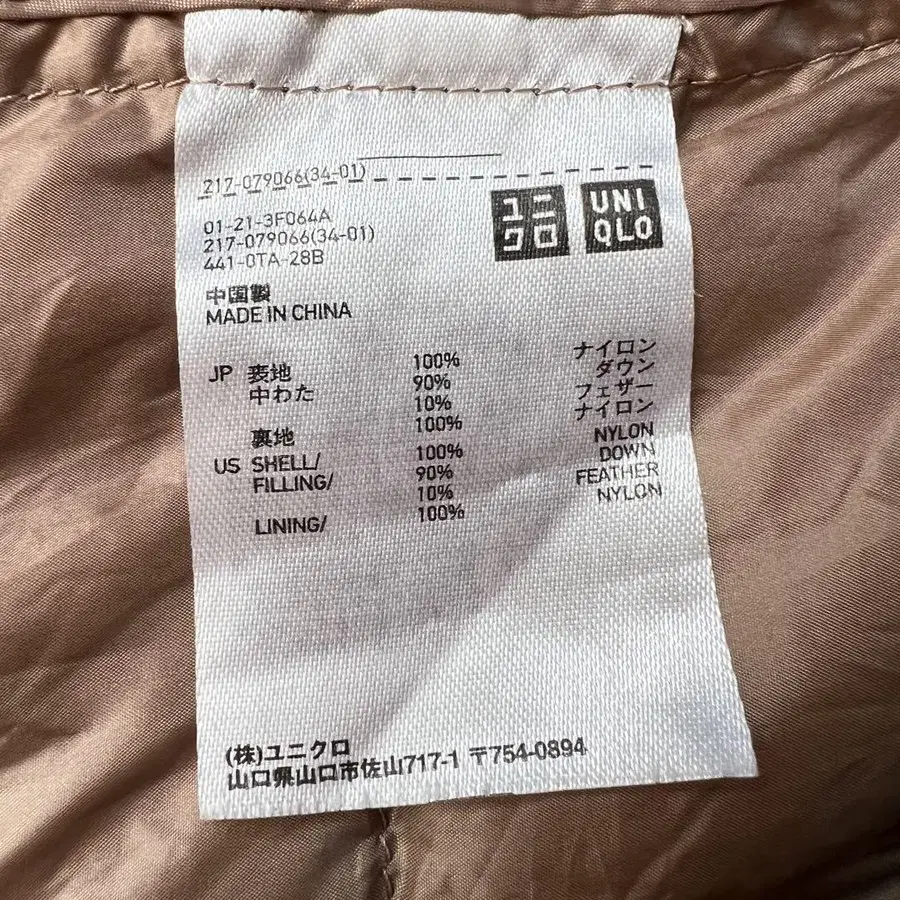 217-079066(34-01)
01-21-3F064A
217-079066(34-01)
441-0TA-28B
ユニ
クロ
UNI
QLO
中国製
MADE IN CHINA
JP 表地 100% ナイロン
中わた 90% ダウン
10% フェザー
裏地 100% ナイロン
US SHELL/ 100% NYLON
FILLING/ 90% DOWN
10% FEATHER
LINING/ 100% NYLON
(株)ユニクロ
山口県山口市佐山717-1 〒754-0894